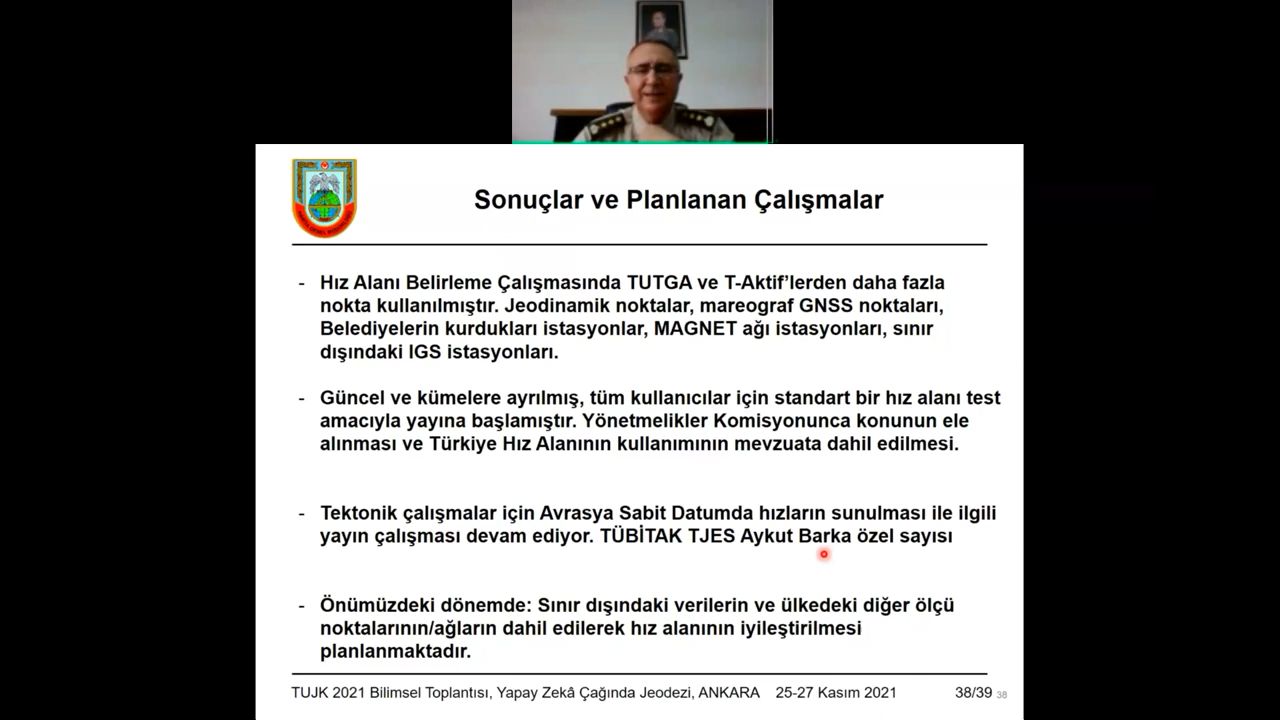 Sonuçlar ve Planlanan Çalışmalar
- Hız Alanı Belirleme Çalışmasında TUTGA ve T-Aktif’lerden daha fazla
nokta kullanılmıştır. Jeodinamik noktalar, mareograf GNSS noktaları,
Belediyelerin kurdukları istasyonlar, MAGNET ağı istasyonları, sınır
dışındaki IGS istasyonları.
- Güncel ve kümelere ayrılmış, tüm kullanıcılar için standart bir hız alanı test
amacıyla yayına başlamıştır. Yönetmelikler Komisyonunca konunun ele
alınması ve Türkiye Hız Alanının kullanımının mevzuata dahil edilmesi.
- Tektonik çalışmalar için Avrasya Sabit Datumda hızların sunulması ile ilgili
yayın çalışması devam ediyor. TÜBİTAK TJES Aykut Barka özel sayısı
- Önümüzdeki dönemde: Sınır dışındaki verilerin ve ülkedeki diğer ölçü
noktalarının/ağların dahil edilerek hız alanının iyileştirilmesi
planlanmaktadır.
TUJK 2021 Bilimsel Toplantısı, Yapay Zekâ Çağında Jeodezi, ANKARA 25-27 Kasım 2021 38/39 38